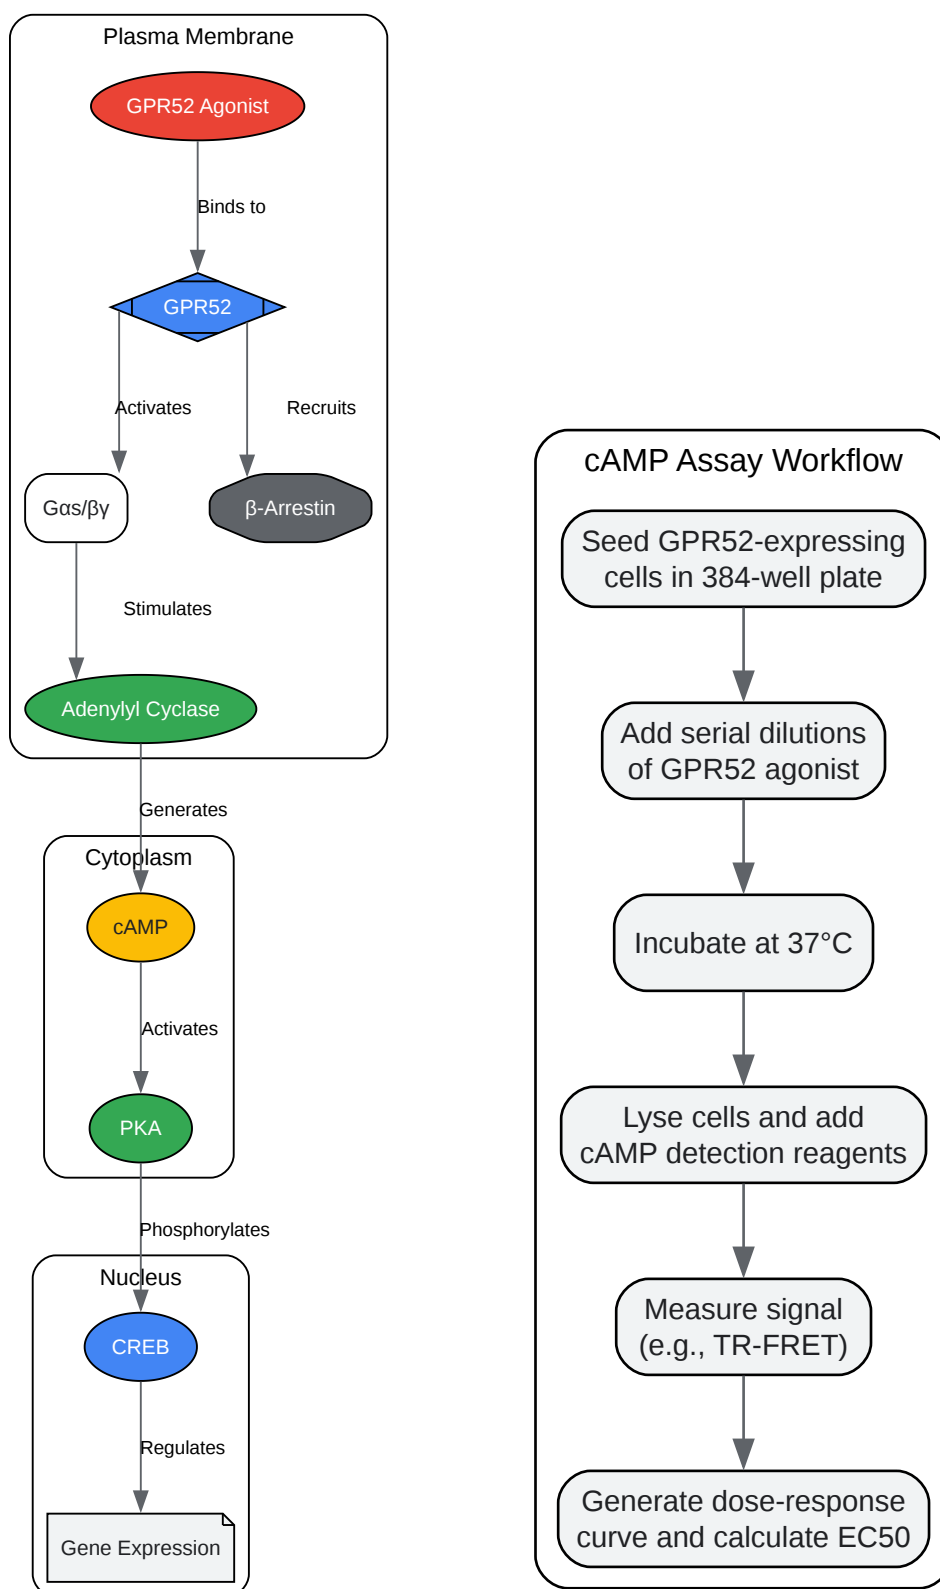 Plasma Membrane
GPR52 Agonist
Binds to
GPR52
Activates
Recruits
Gαs/βγ
β-Arrestin
Stimulates
Adenylyl Cyclase
Generates
Cytoplasm
cAMP
Activates
PKA
Phosphorylates
Nucleus
CREB
Regulates
Gene Expression
cAMP Assay Workflow
Seed GPR52-expressing
cells in 384-well plate
Add serial dilutions
of GPR52 agonist
Incubate at 37°C
Lyse cells and add
cAMP detection reagents
Measure signal
(e.g., TR-FRET)
Generate dose-response
curve and calculate EC50